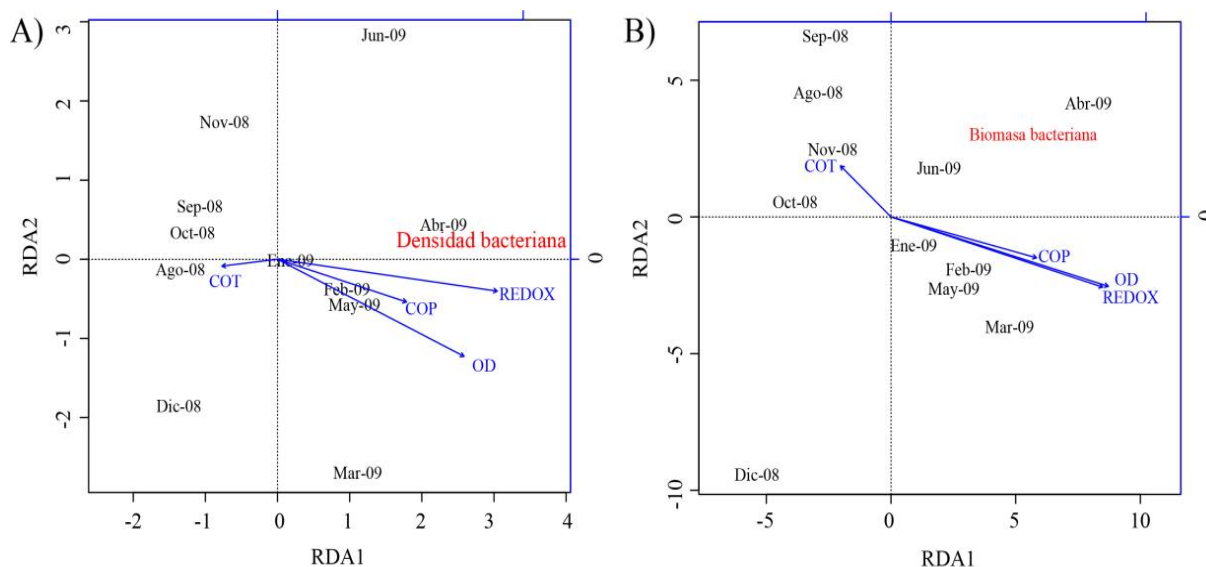 A)
3
2
1
0
-1
-2
RDA2
Jun-09
Nov-08
Sep-08
Oct-08
Abr-09
Densidad bacteriana
Ene-09
Ago-08
COT
Feb-09
May-09
COP
REDOX
OD
Dic-08
Mar-09
0
-2
-1
0
1
2
3
4
RDA1
B)
5
0
-5
-10
RDA2
Sep-08
Ago-08
Abr-09
Biomasa bacteriana
Nov-08
COT
Jun-09
Oct-08
Ene-09
COP
Feb-09
OD
May-09
REDOX
Mar-09
Dic-08
0
-5
0
5
10
RDA1